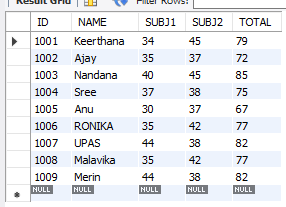 Result Grid Filter Rows:
ID NAME SUBJ1 SUBJ2 TOTAL
1001 Keerthana 34 45 79
1002 Ajay 35 37 72
1003 Nandana 40 45 85
1004 Sree 37 38 75
1005 Anu 30 37 67
1006 RONIKA 35 42 77
1007 UPAS 44 38 82
1008 Malavika 35 42 77
1009 Merin 44 38 82
NULL NULL NULL NULL NULL